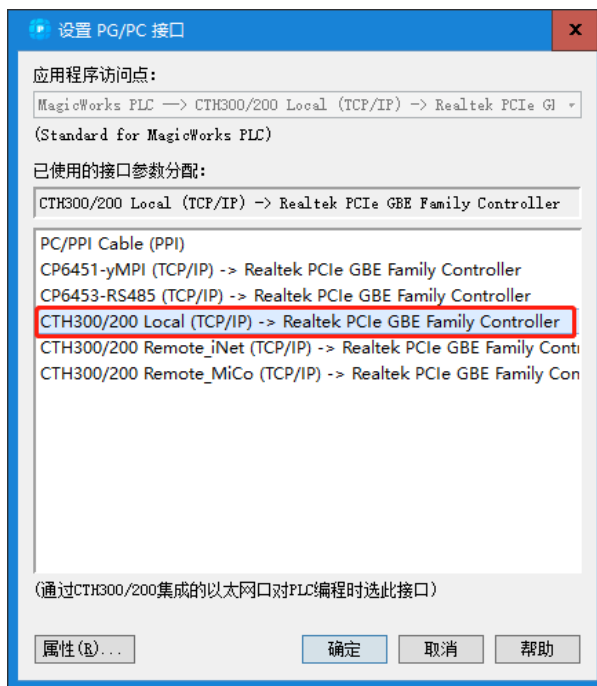 设置 PG/PC 接口
x
应用程序访问点:
MagicWorks PLC —> CTH300/200 Local (TCP/IP) -> Realtek PCIe GI
(Standard for MagicWorks PLC)
已使用的接口参数分配:
CTH300/200 Local (TCP/IP) -> Realtek PCIe GBE Family Controller
PC/PPI Cable (PPI)
CP6451-yMPI (TCP/IP) -> Realtek PCIe GBE Family Controller
CP6453-RS485 (TCP/IP) -> Realtek PCIe GBE Family Controller
CTH300/200 Local (TCP/IP) -> Realtek PCIe GBE Family Controller
CTH300/200 Remote_iNet (TCP/IP) -> Realtek PCIe GBE Family Conti
CTH300/200 Remote_MiCo (TCP/IP) -> Realtek PCIe GBE Family Con
(通过CTH300/200集成的以太网口对PLC编程时选此接口)
属性(R)... 确定 取消 帮助